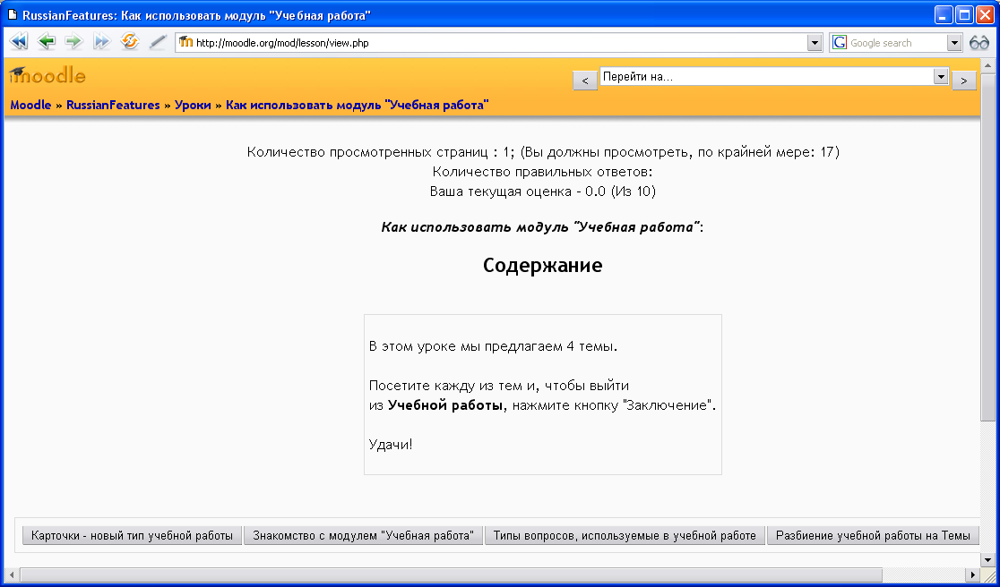 RussianFeatures: Как использовать модуль "Учебная работа"
http://moodle.org/mod/lesson/view.php
Google search
moodle
< Перейти на... >
Moodle » RussianFeatures » Уроки » Как использовать модуль "Учебная работа"
Количество просмотренных страниц : 1; (Вы должны просмотреть, по крайней мере: 17)
Количество правильных ответов:
Ваша текущая оценка - 0.0 (Из 10)
Как использовать модуль "Учебная работа":
Содержание
В этом уроке мы предлагаем 4 темы.
Посетите кажду из тем и, чтобы выйти
из Учебной работы, нажмите кнопку "Заключение".
Удачи!
Карточки - новый тип учебной работы
Знакомство с модулем "Учебная работа"
Типы вопросов, используемые в учебной работе
Разбиение учебной работы на Темы